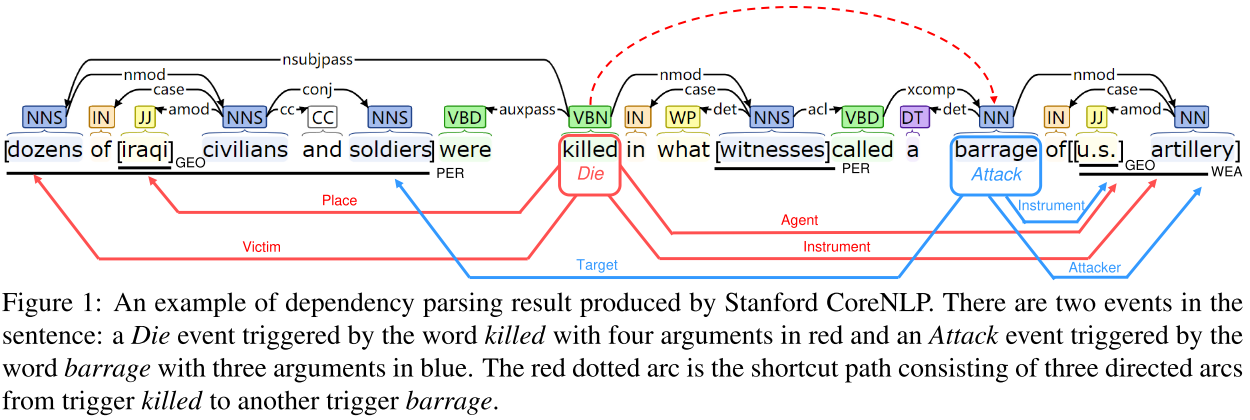 nsubjpass
nmod nmod nmod
case conj case xcomp case
amod cc auxpass det acl det amod
NNS IN JJ NNS CC NNS VBD VBN IN WP NNS VBD DT NN IN JJ NN
[dozens of [iraqi] civilians and soldiers] were killed in what [witnesses] called a barrage of[[u.s.] artillery]
GEO PER Die PER Attack GEO WEA
Place Instrument
Agent
Victim Instrument
Target Attacker
Figure 1: An example of dependency parsing result produced by Stanford CoreNLP. There are two events in the
sentence: a Die event triggered by the word killed with four arguments in red and an Attack event triggered by the
word barrage with three arguments in blue. The red dotted arc is the shortcut path consisting of three directed arcs
from trigger killed to another trigger barrage.